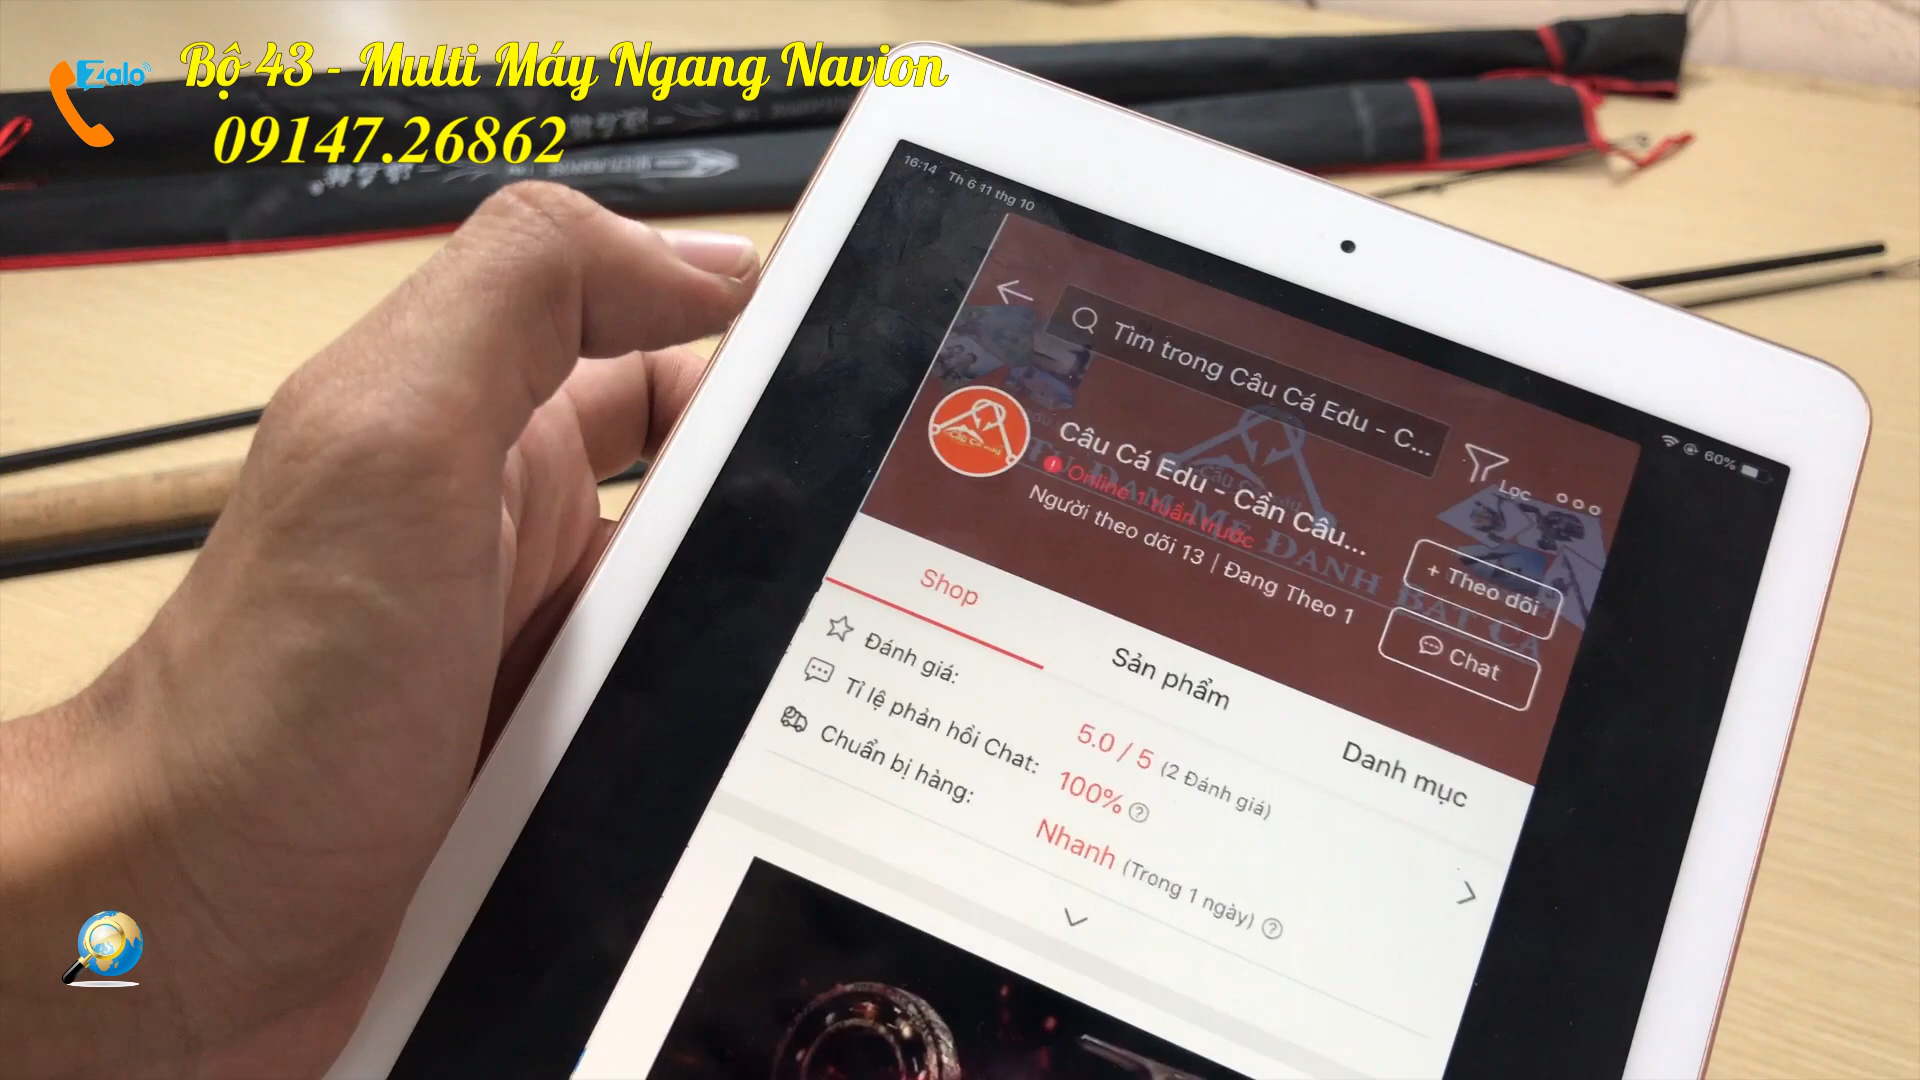 Zalo
Bộ 43 - Multi Máy Ngang Navion
09147.26862
16:14 Th 6 11 thg 10
60%
Tìm trong Câu Cá Edu - C...
Lọc
Câu Cá Edu - Cần Câu...
Online 1 tuần trước
Người theo dõi 13 | Đang Theo 1
+ Theo dõi
Chat
Shop
Sản phẩm
Danh mục
Đánh giá:
5.0 / 5 (2 Đánh giá)
Tỉ lệ phản hồi Chat:
100%
Chuẩn bị hàng:
Nhanh (Trong 1 ngày)